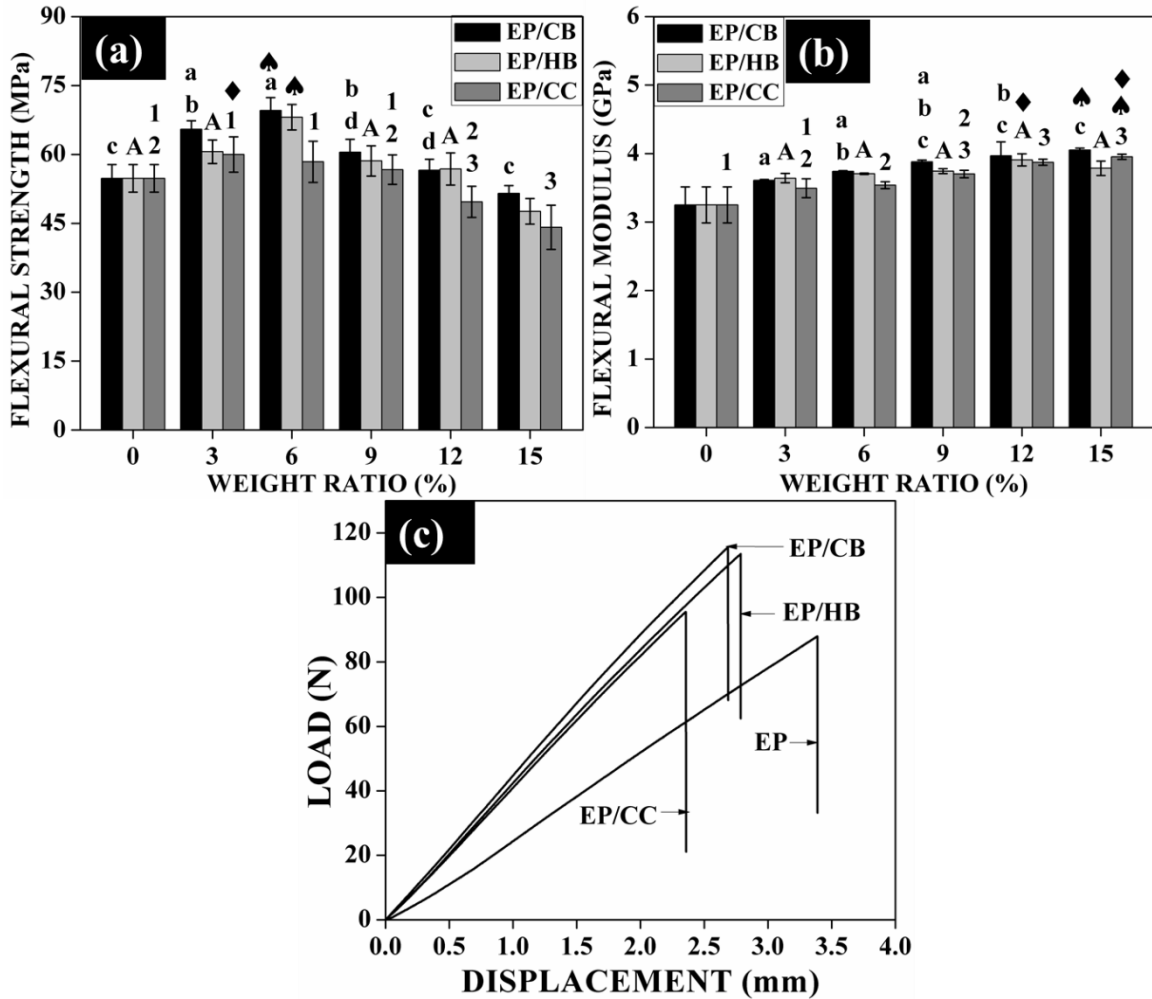 (a)
EP/CB
EP/HB
EP/CC
FLEXURAL STRENGTH (MPa)
90
75
60
45
30
15
0
c A 1 2
a b A ♦ 1
♠ a ♠ 1
b d A 1 2
c d A 2 3
c 3
0 3 6 9 12 15
WEIGHT RATIO (%)
(b)
EP/CB
EP/HB
EP/CC
FLEXURAL MODULUS (GPa)
6
5
4
3
2
1
0
1
a A 1 2
a b A 2
a b c A 2 3
b c ♦ A 3
♠ c A ♦ ♠ 3
0 3 6 9 12 15
WEIGHT RATIO (%)
(c)
LOAD (N)
120
100
80
60
40
20
0
EP/CB
EP/HB
EP
EP/CC
0.0 0.5 1.0 1.5 2.0 2.5 3.0 3.5 4.0
DISPLACEMENT (mm)